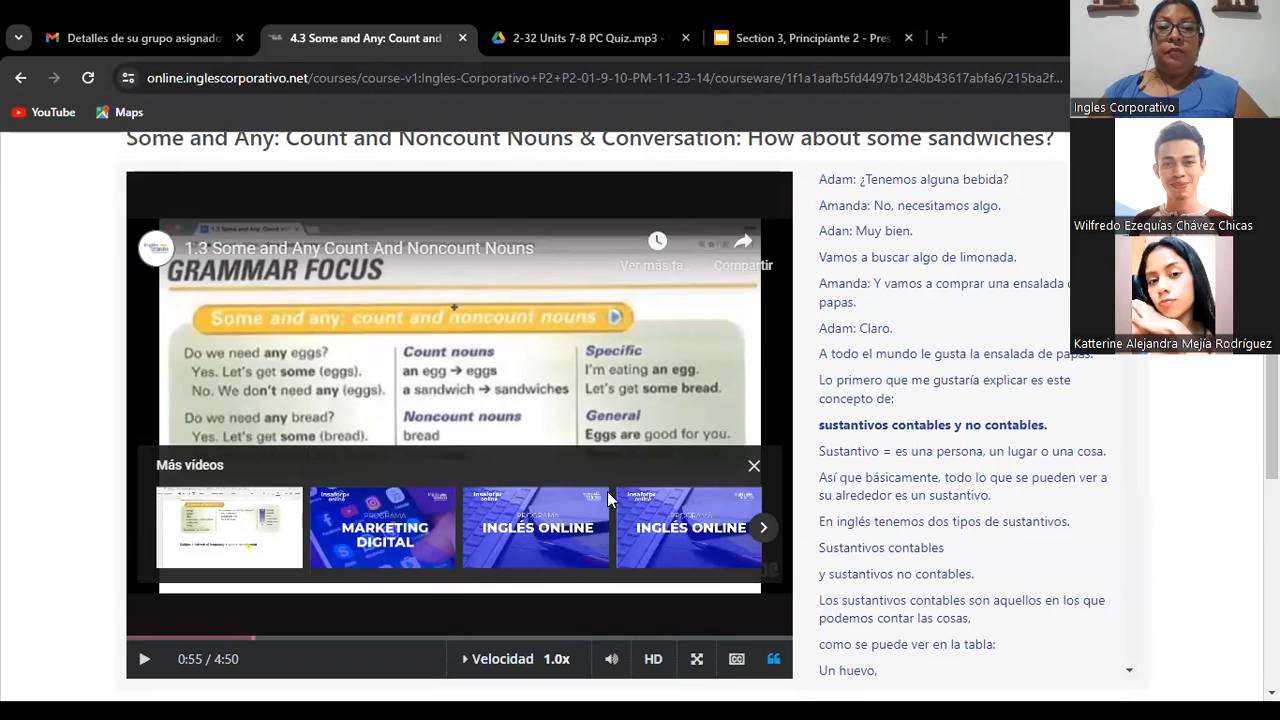 Detalles de su grupo asignado
4.3 Some and Any: Count and
2-32 Units 7-8 PC Quiz..mp3 -
Section 3, Principiante 2 - Pres
online.inglescorporativo.net/courses/course-v1:Ingles-Corporativo+P2+P2-01-9-10-PM-11-23-14/courseware/1f1a1aafb5fd4497b1248b43617abfa6/215ba2f...
YouTube
Maps
Some and Any: Count and Noncount Nouns & Conversation: How about some sandwiches?
1.3 Some and Any Count And Noncount Nouns
Ver más ta...
Compartir
GRAMMAR FOCUS
Some and any; count and noncount nouns
Do we need any eggs?
Yes. Let's get some (eggs).
No. We don't need any (eggs).
Do we need any bread?
Yes. Let's get some (bread).
Count nouns
an egg → eggs
a sandwich → sandwiches
Noncount nouns
bread
Specific
I'm eating an egg.
Let's get some bread.
General
Eggs are good for you.
Más vídeos
insaforp
online
MARKETING
DIGITAL
insaforp
online
PROGRAMA
INGLÉS ONLINE
insaforp
online
PROGRAMA
INGLÉS ONLINE
0:55 / 4:50
Velocidad 1.0x
HD
Adam: ¿Tenemos alguna bebida?
Amanda: No, necesitamos algo.
Adan: Muy bien.
Vamos a buscar algo de limonada.
Amanda: Y vamos a comprar una ensalada
papas.
Adam: Claro.
A todo el mundo le gusta la ensalada de papas.
Lo primero que me gustaría explicar es este
concepto de:
sustantivos contables y no contables.
Sustantivo = es una persona, un lugar o una cosa.
Así que básicamente, todo lo que se pueden ver a
su alrededor es un sustantivo.
En inglés tenemos dos tipos de sustantivos.
Sustantivos contables
y sustantivos no contables.
Los sustantivos contables son aquellos en los que
podemos contar las cosas,
como se puede ver en la tabla:
Un huevo,
Ingles Corporativo
Wilfredo Ezequías Chávez Chicas
Katterine Alejandra Mejía Rodríguez